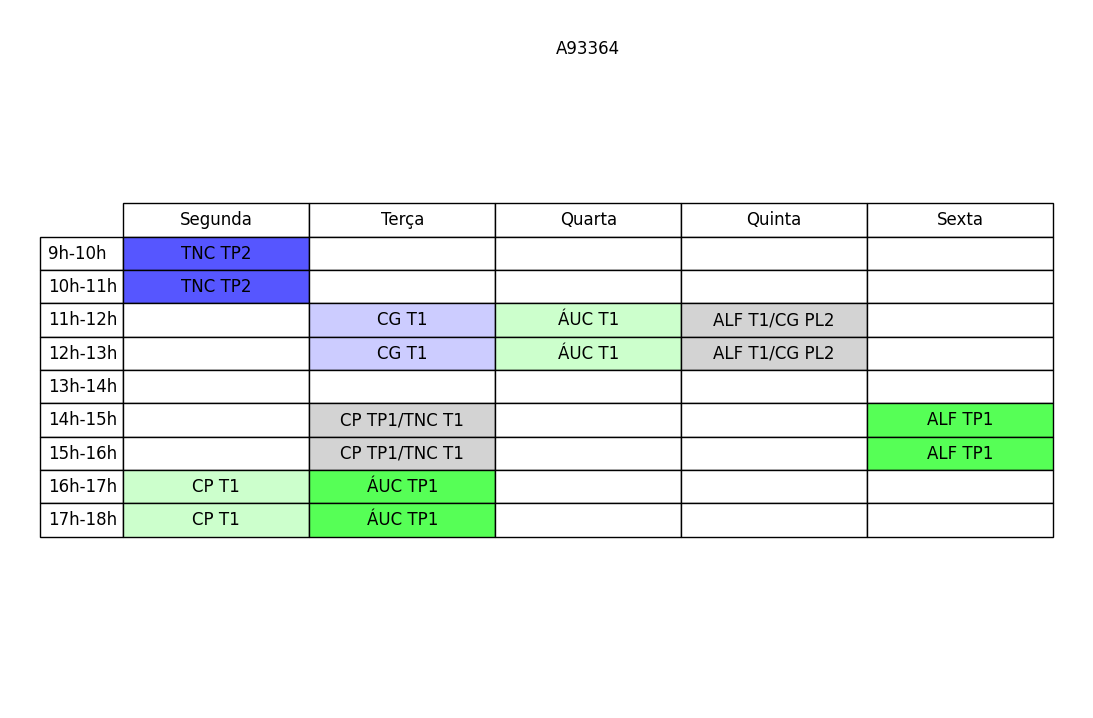 A93364
Segunda Terça Quarta Quinta Sexta
9h-10h TNC TP2
10h-11h TNC TP2
11h-12h CG T1 ÁUC T1 ALF T1/CG PL2
12h-13h CG T1 ÁUC T1 ALF T1/CG PL2
13h-14h
14h-15h CP TP1/TNC T1 ALF TP1
15h-16h CP TP1/TNC T1 ALF TP1
16h-17h CP T1 ÁUC TP1
17h-18h CP T1 ÁUC TP1